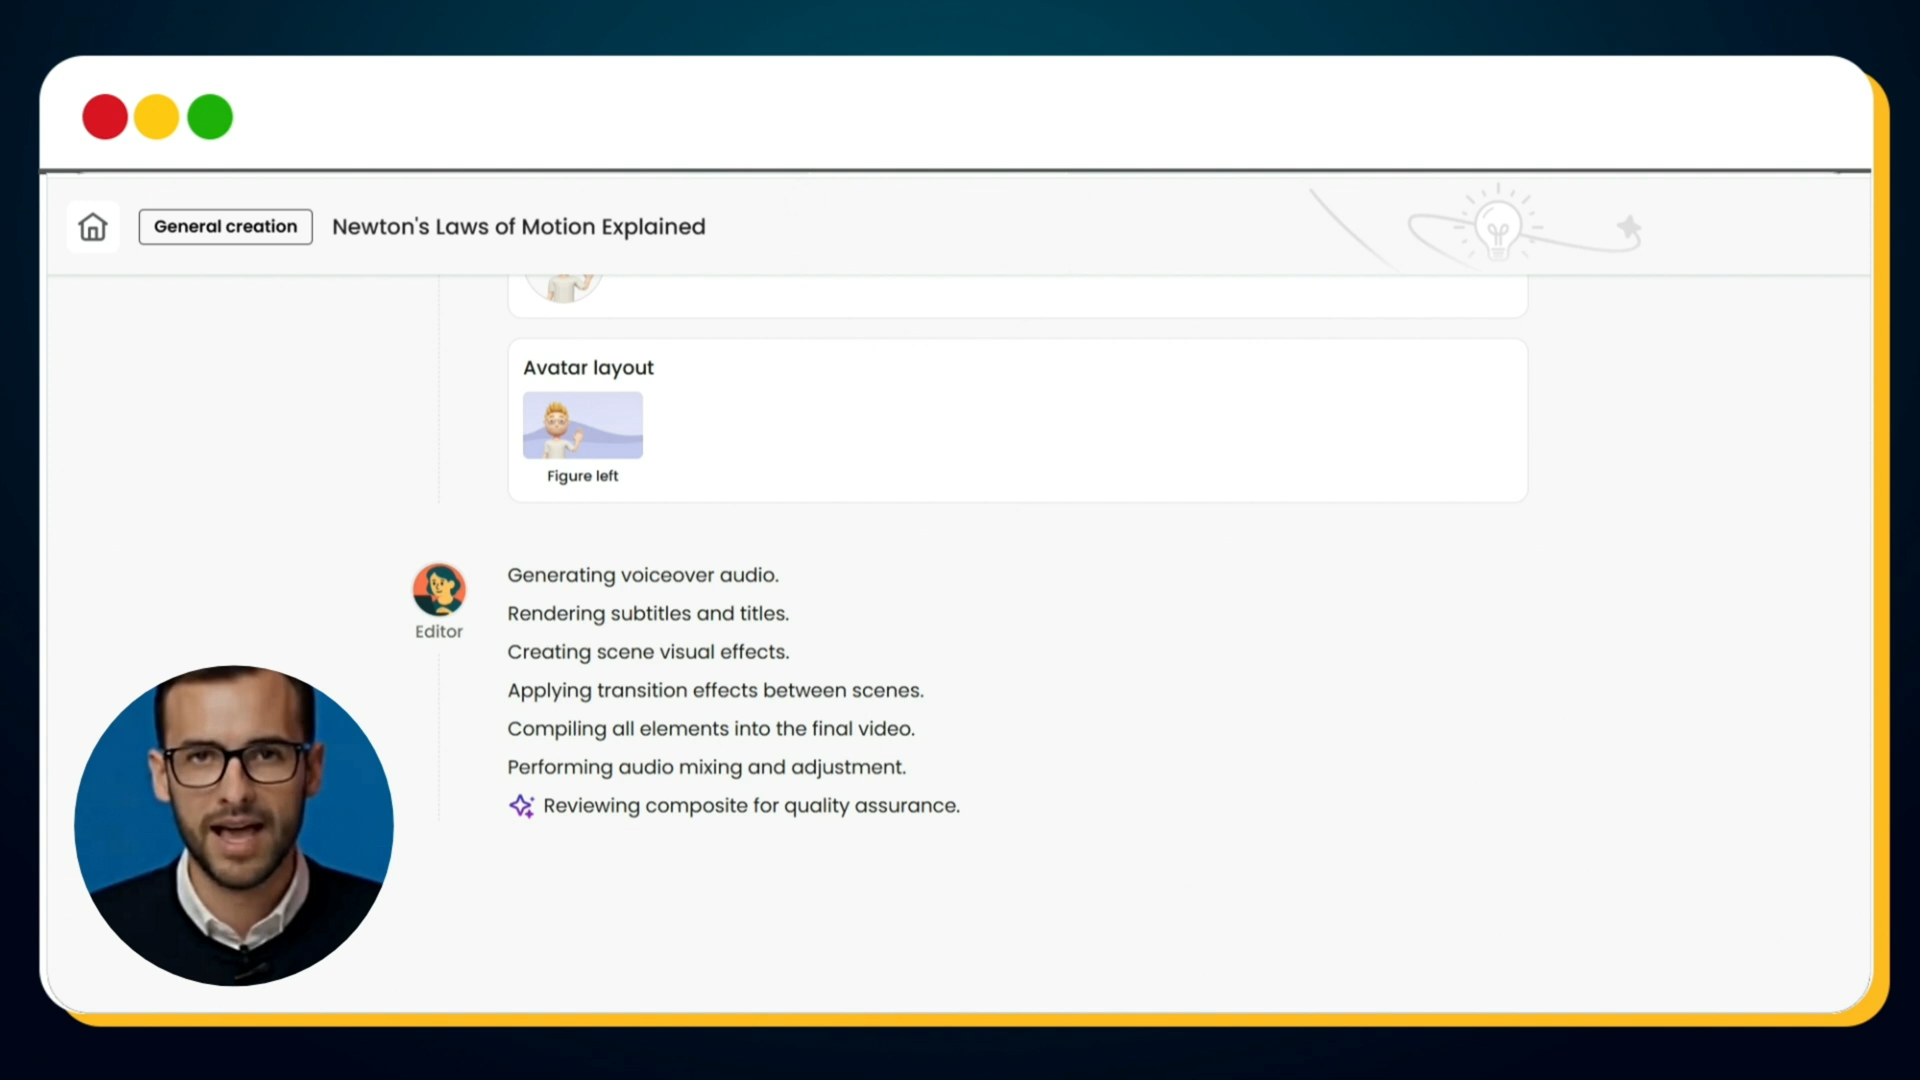 General creation
Newton's Laws of Motion Explained
Avatar layout
Figure left
Editor
Generating voiceover audio.
Rendering subtitles and titles.
Creating scene visual effects.
Applying transition effects between scenes.
Compiling all elements into the final video.
Performing audio mixing and adjustment.
Reviewing composite for quality assurance.